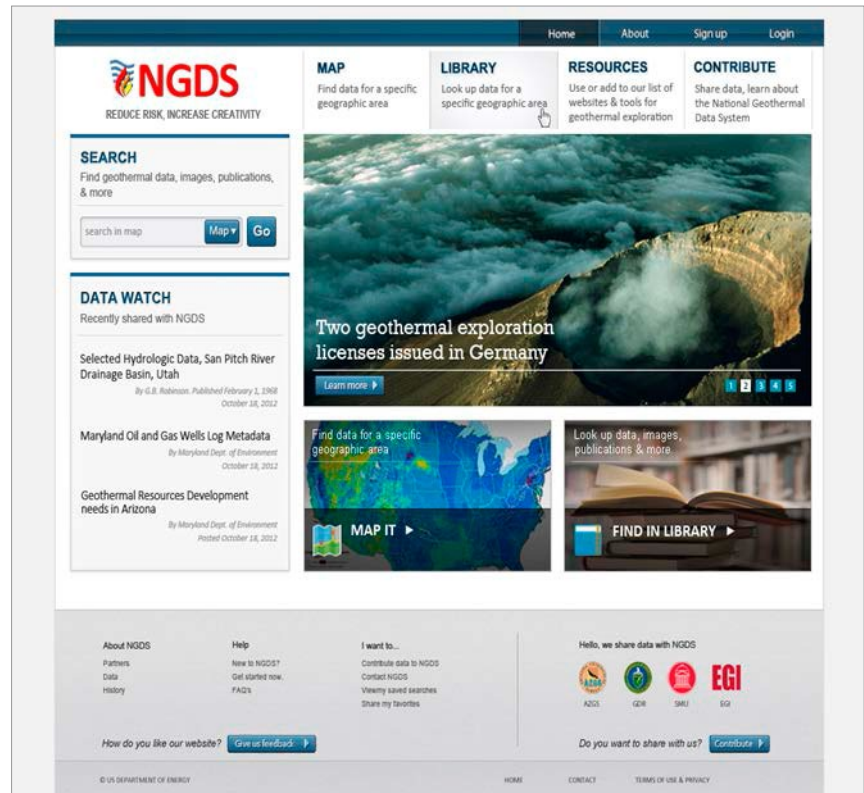 Home About Sign up Login
NGDS
REDUCE RISK, INCREASE CREATIVITY
MAP
Find data for a specific
geographic area
LIBRARY
Look up data for a
specific geographic area
RESOURCES
Use or add to our list of
websites & tools for
geothermal exploration
CONTRIBUTE
Share data, learn about
the National Geothermal
Data System
SEARCH
Find geothermal data, images, publications,
& more
search in map Map Go
DATA WATCH
Recently shared with NGDS
Selected Hydrologic Data, San Pitch River
Drainage Basin, Utah
By G.B. Robinson. Published February 1, 1968
October 18, 2012
Maryland Oil and Gas Wells Log Metadata
By Maryland Dept. of Environment
October 18, 2012
Geothermal Resources Development
needs in Arizona
By Maryland Dept. of Environment
Posted October 18, 2012
Two geothermal exploration
licenses issued in Germany
Learn more
1 2 3 4 5
Find data for a specific
geographic area
MAP IT
Look up data, images,
publications & more
FIND IN LIBRARY
About NGDS
Partners
Data
History
Help
New to NGDS?
Get started now.
FAQ's
I want to...
Contribute data to NGDS
Contact NGDS
Viewmy saved searches
Share my favorites
Hello, we share data with NGDS
AZGS
EGI
AZGS GDR SMU EGI
How do you like our website? Give us feedback
Do you want to share with us? Contribute
© US DEPARTMENT OF ENERGY
HOME CONTACT TERMS OF USE & PRIVACY